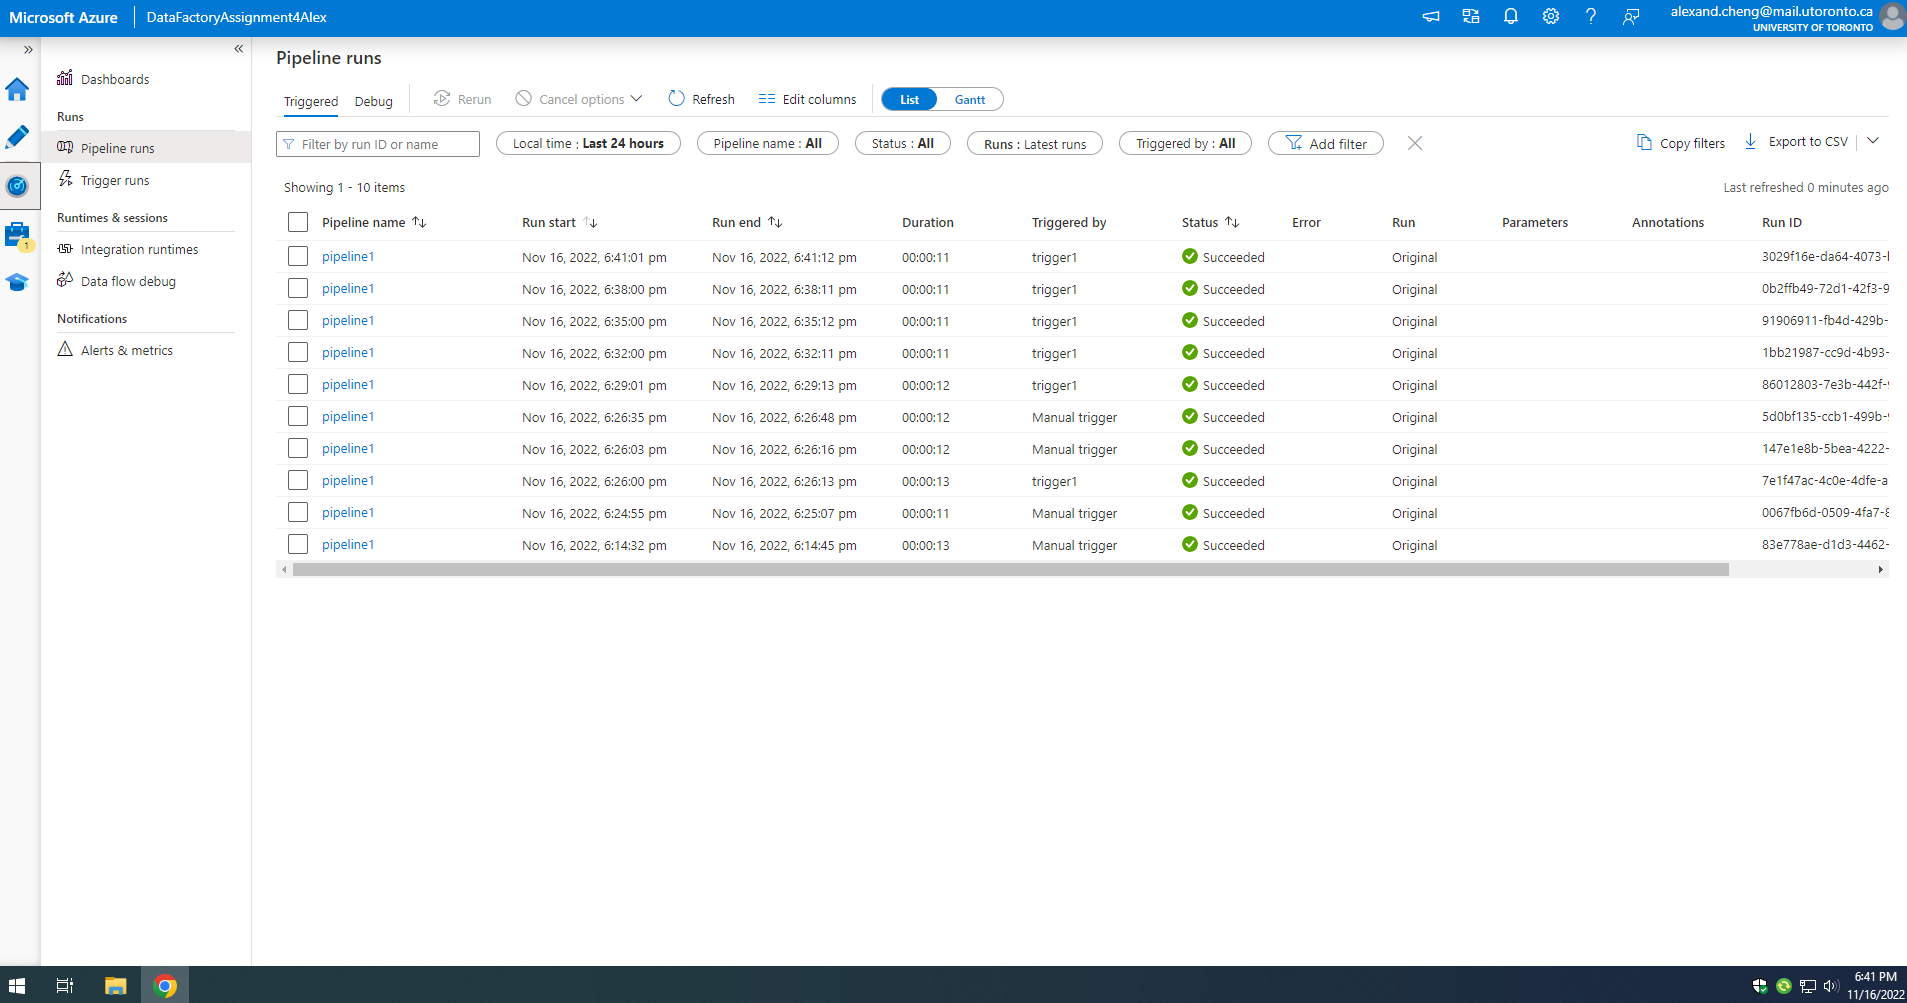 Microsoft Azure DataFactoryAssignment4Alex alexand.cheng@mail.utoronto.ca
UNIVERSITY OF TORONTO
Dashboards
Runs
Pipeline runs
Trigger runs
Runtimes & sessions
Integration runtimes
Data flow debug
Notifications
Alerts & metrics
1
Pipeline runs
Triggered Debug Rerun Cancel options Refresh Edit columns List Gantt
Filter by run ID or name Local time : Last 24 hours Pipeline name : All Status : All Runs : Latest runs Triggered by : All Add filter Copy filters Export to CSV
Showing 1 - 10 items Last refreshed 0 minutes ago
Pipeline name Run start Run end Duration Triggered by Status Error Run Parameters Annotations Run ID
pipeline1 Nov 16, 2022, 6:41:01 pm Nov 16, 2022, 6:41:12 pm 00:00:11 trigger1 Succeeded Original 3029f16e-da64-4073-
pipeline1 Nov 16, 2022, 6:38:00 pm Nov 16, 2022, 6:38:11 pm 00:00:11 trigger1 Succeeded Original 0b2ffb49-72d1-42f3-9
pipeline1 Nov 16, 2022, 6:35:00 pm Nov 16, 2022, 6:35:12 pm 00:00:11 trigger1 Succeeded Original 91906911-fb4d-429b-
pipeline1 Nov 16, 2022, 6:32:00 pm Nov 16, 2022, 6:32:11 pm 00:00:11 trigger1 Succeeded Original 1bb21987-cc9d-4b93-
pipeline1 Nov 16, 2022, 6:29:01 pm Nov 16, 2022, 6:29:13 pm 00:00:12 trigger1 Succeeded Original 86012803-7e3b-442f-
pipeline1 Nov 16, 2022, 6:26:35 pm Nov 16, 2022, 6:26:48 pm 00:00:12 Manual trigger Succeeded Original 5d0bf135-ccb1-499b-
pipeline1 Nov 16, 2022, 6:26:03 pm Nov 16, 2022, 6:26:16 pm 00:00:12 Manual trigger Succeeded Original 147e1e8b-5bea-4222-
pipeline1 Nov 16, 2022, 6:26:00 pm Nov 16, 2022, 6:26:13 pm 00:00:13 trigger1 Succeeded Original 7e1f47ac-4c0e-4dfe-a
pipeline1 Nov 16, 2022, 6:24:55 pm Nov 16, 2022, 6:25:07 pm 00:00:11 Manual trigger Succeeded Original 0067fb6d-0509-4fa7-8
pipeline1 Nov 16, 2022, 6:14:32 pm Nov 16, 2022, 6:14:45 pm 00:00:13 Manual trigger Succeeded Original 83e778ae-d1d3-4462-
6:41 PM
11/16/2022